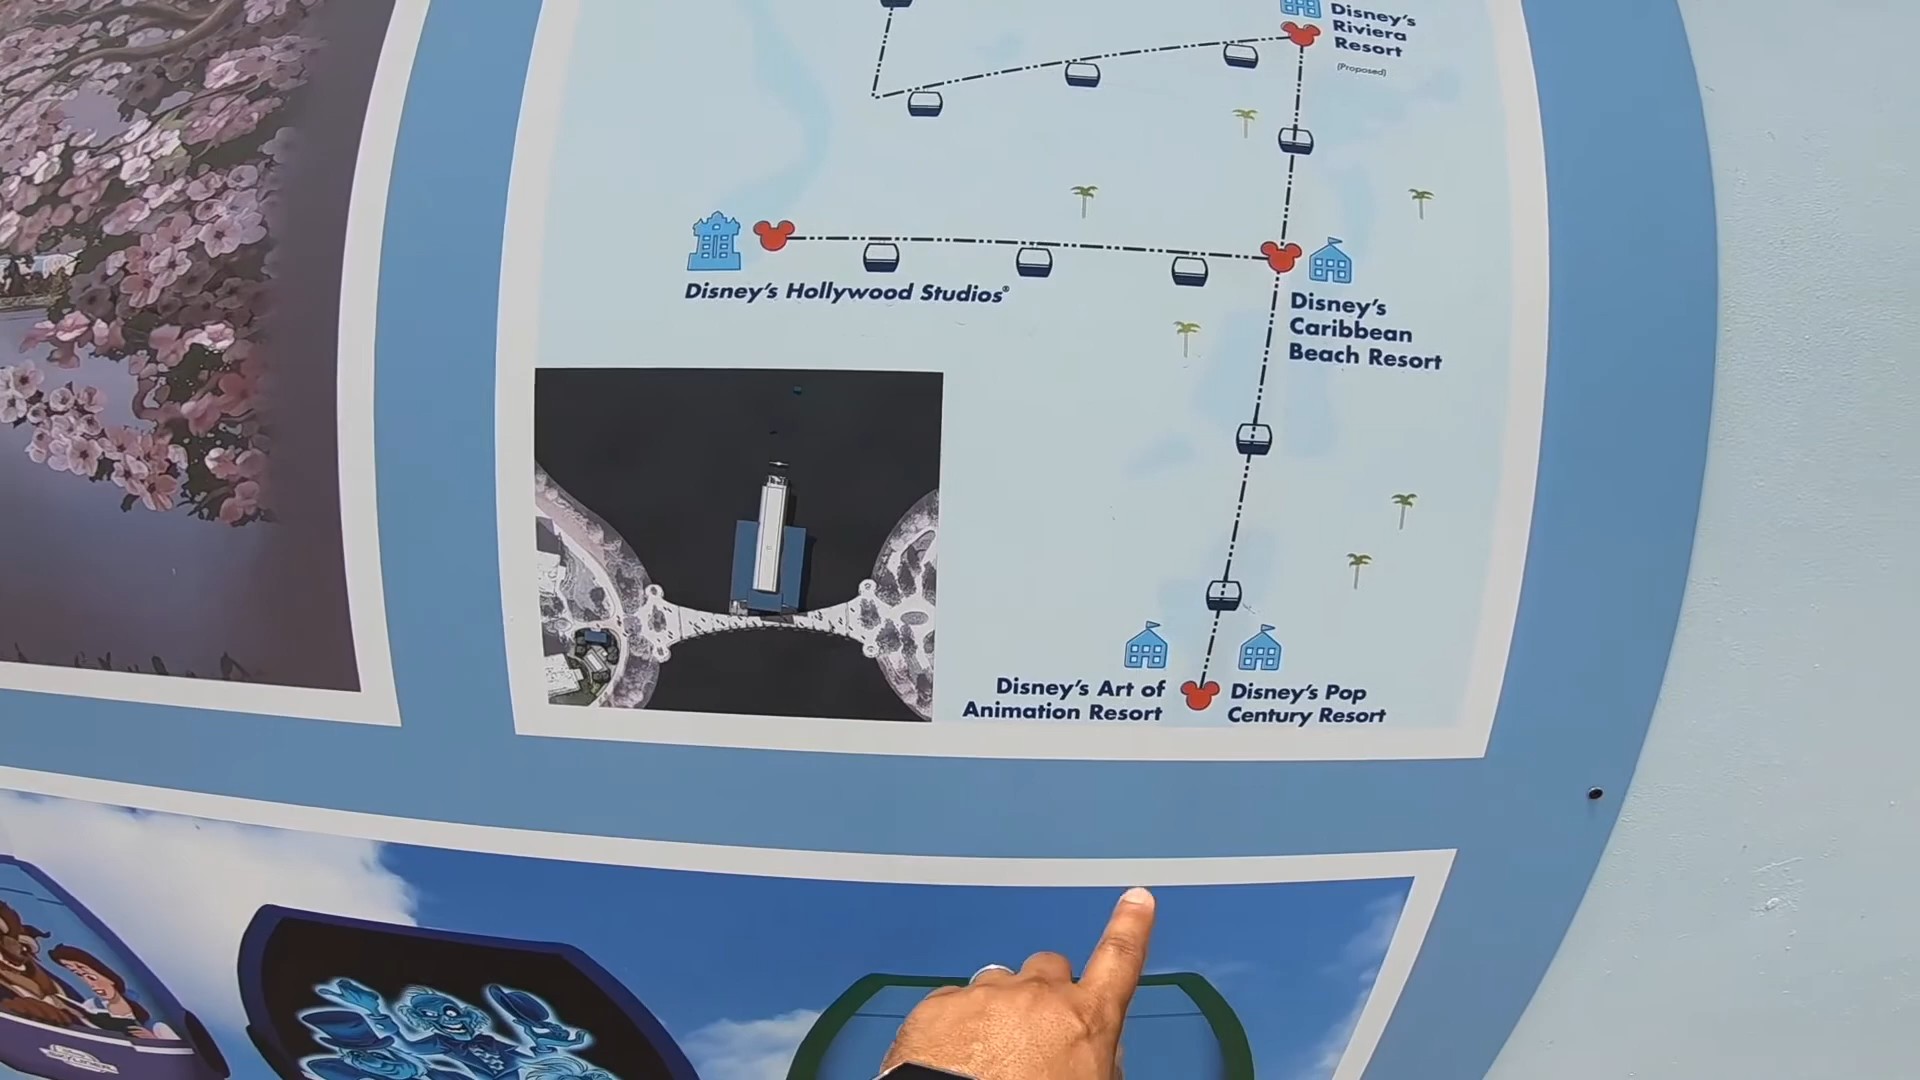 Disney's
Riviera
Resort
(Proposed)
Disney's Hollywood Studios®
Disney's
Caribbean
Beach Resort
Disney's Art of
Animation Resort
Disney's Pop
Century Resort